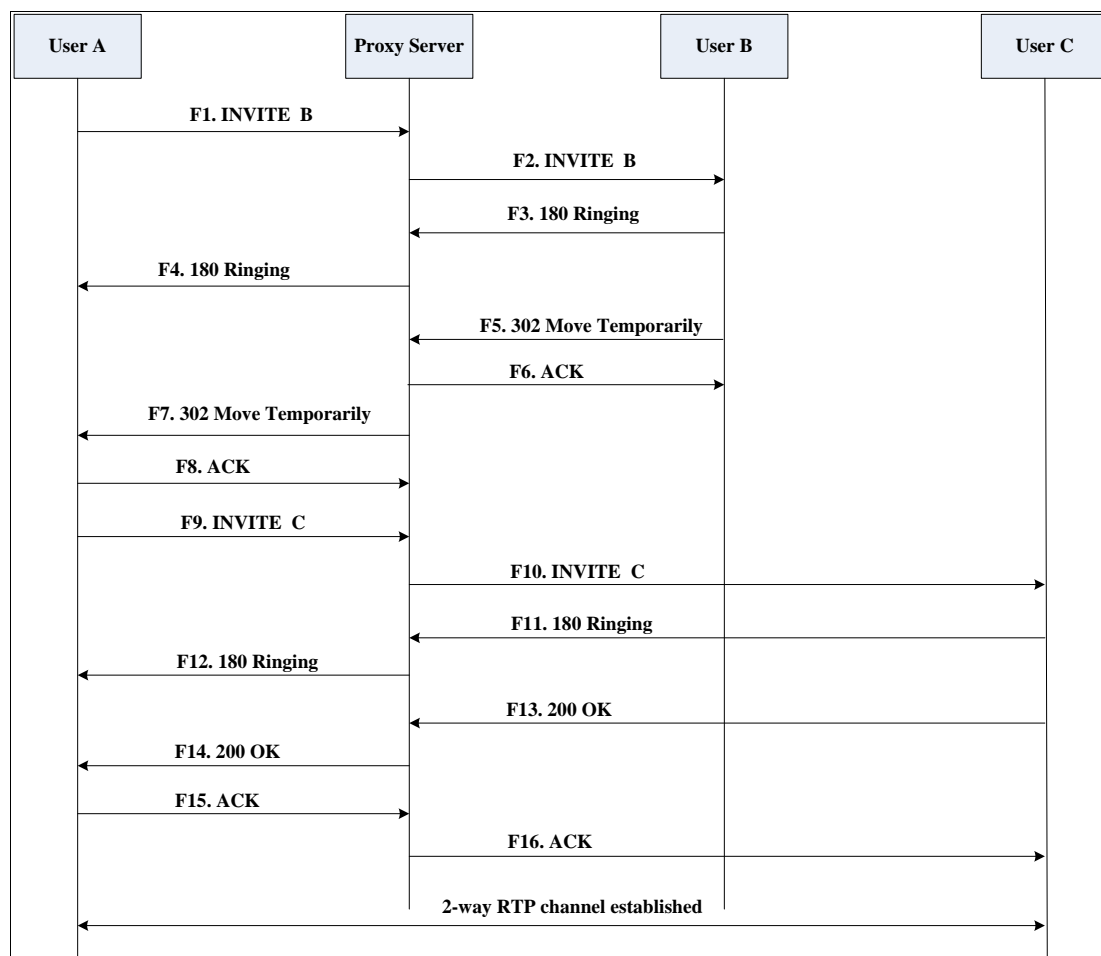 User A
Proxy Server
User B
User C
F1. INVITE B
F2. INVITE B
F3. 180 Ringing
F4. 180 Ringing
F5. 302 Move Temporarily
F6. ACK
F7. 302 Move Temporarily
F8. ACK
F9. INVITE C
F10. INVITE C
F11. 180 Ringing
F12. 180 Ringing
F13. 200 OK
F14. 200 OK
F15. ACK
F16. ACK
2-way RTP channel established